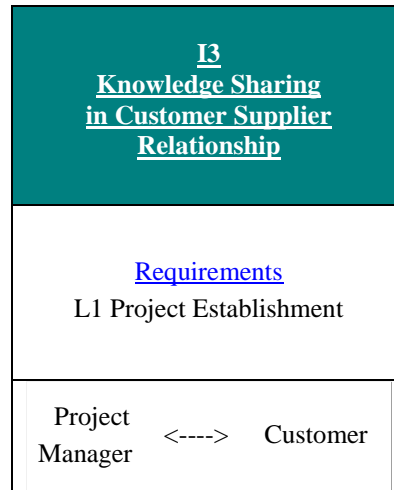 I3
Knowledge Sharing
in Customer Supplier
Relationship
Requirements
L1 Project Establishment
Project
Manager
<---->
Customer